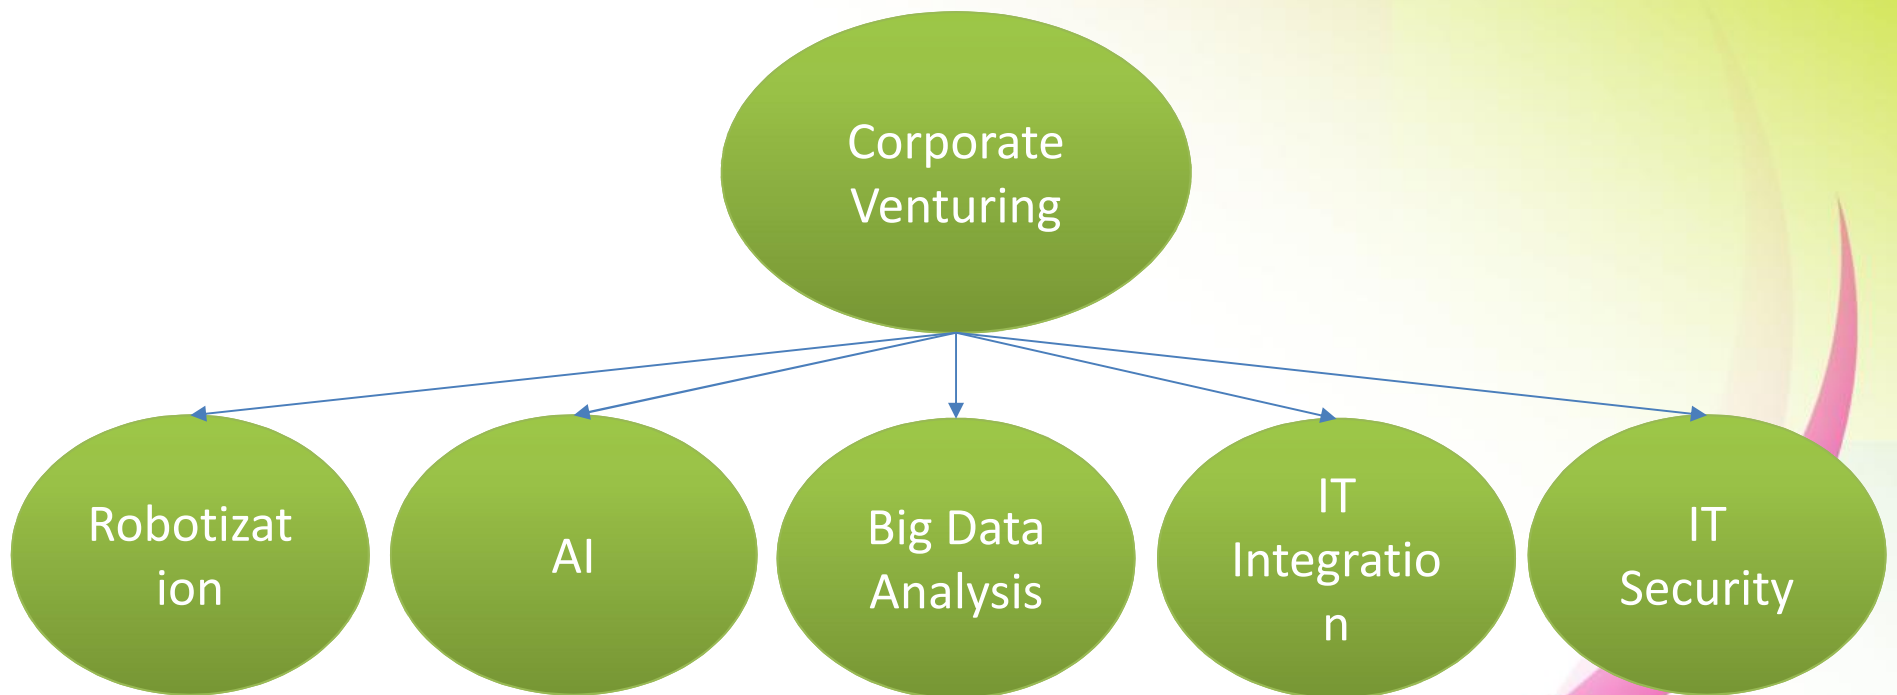 Corporate
Venturing
Robotizat
ion
AI
Big Data
Analysis
IT
Integratio
n
IT
Security